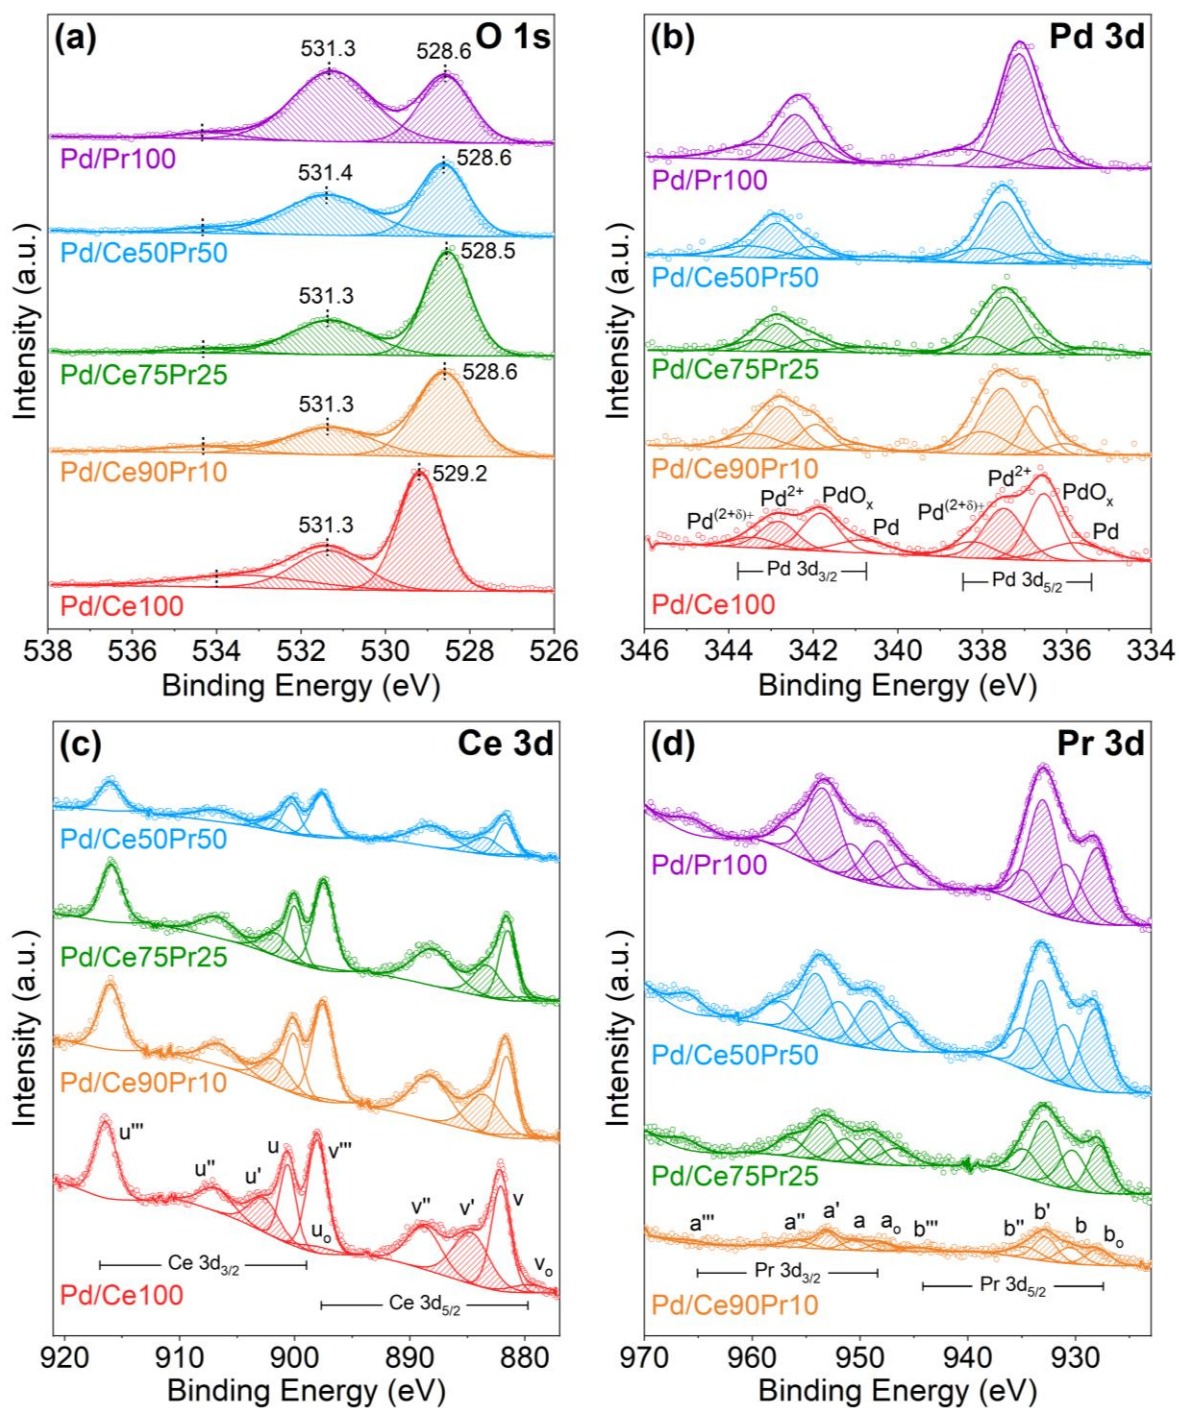 (a)
O 1s
531.3
528.6
Pd/Pr100
531.4
528.6
Pd/Ce50Pr50
528.5
531.3
Pd/Ce75Pr25
528.6
531.3
Pd/Ce90Pr10
529.2
531.3
Pd/Ce100
538 536 534 532 530 528 526
Binding Energy (eV)
Intensity (a.u.)
(b)
Pd 3d
Pd/Pr100
Pd/Ce50Pr50
Pd/Ce75Pr25
Pd/Ce90Pr10
Pd(2+δ)+ Pd2+ PdOx Pd
Pd(2+δ)+ Pd2+ PdOx Pd
Pd 3d3/2
Pd 3d5/2
Pd/Ce100
346 344 342 340 338 336 334
Binding Energy (eV)
Intensity (a.u.)
(c)
Ce 3d
Pd/Ce50Pr50
Pd/Ce75Pr25
Pd/Ce90Pr10
u''' u'' u' u uo v''' v'' v' v vo
Ce 3d3/2
Ce 3d5/2
Pd/Ce100
920 910 900 890 880
Binding Energy (eV)
Intensity (a.u.)
(d)
Pr 3d
Pd/Pr100
Pd/Ce50Pr50
Pd/Ce75Pr25
a''' a'' a' a ao b''' b'' b' b bo
Pr 3d3/2
Pr 3d5/2
Pd/Ce90Pr10
970 960 950 940 930
Binding Energy (eV)
Intensity (a.u.)